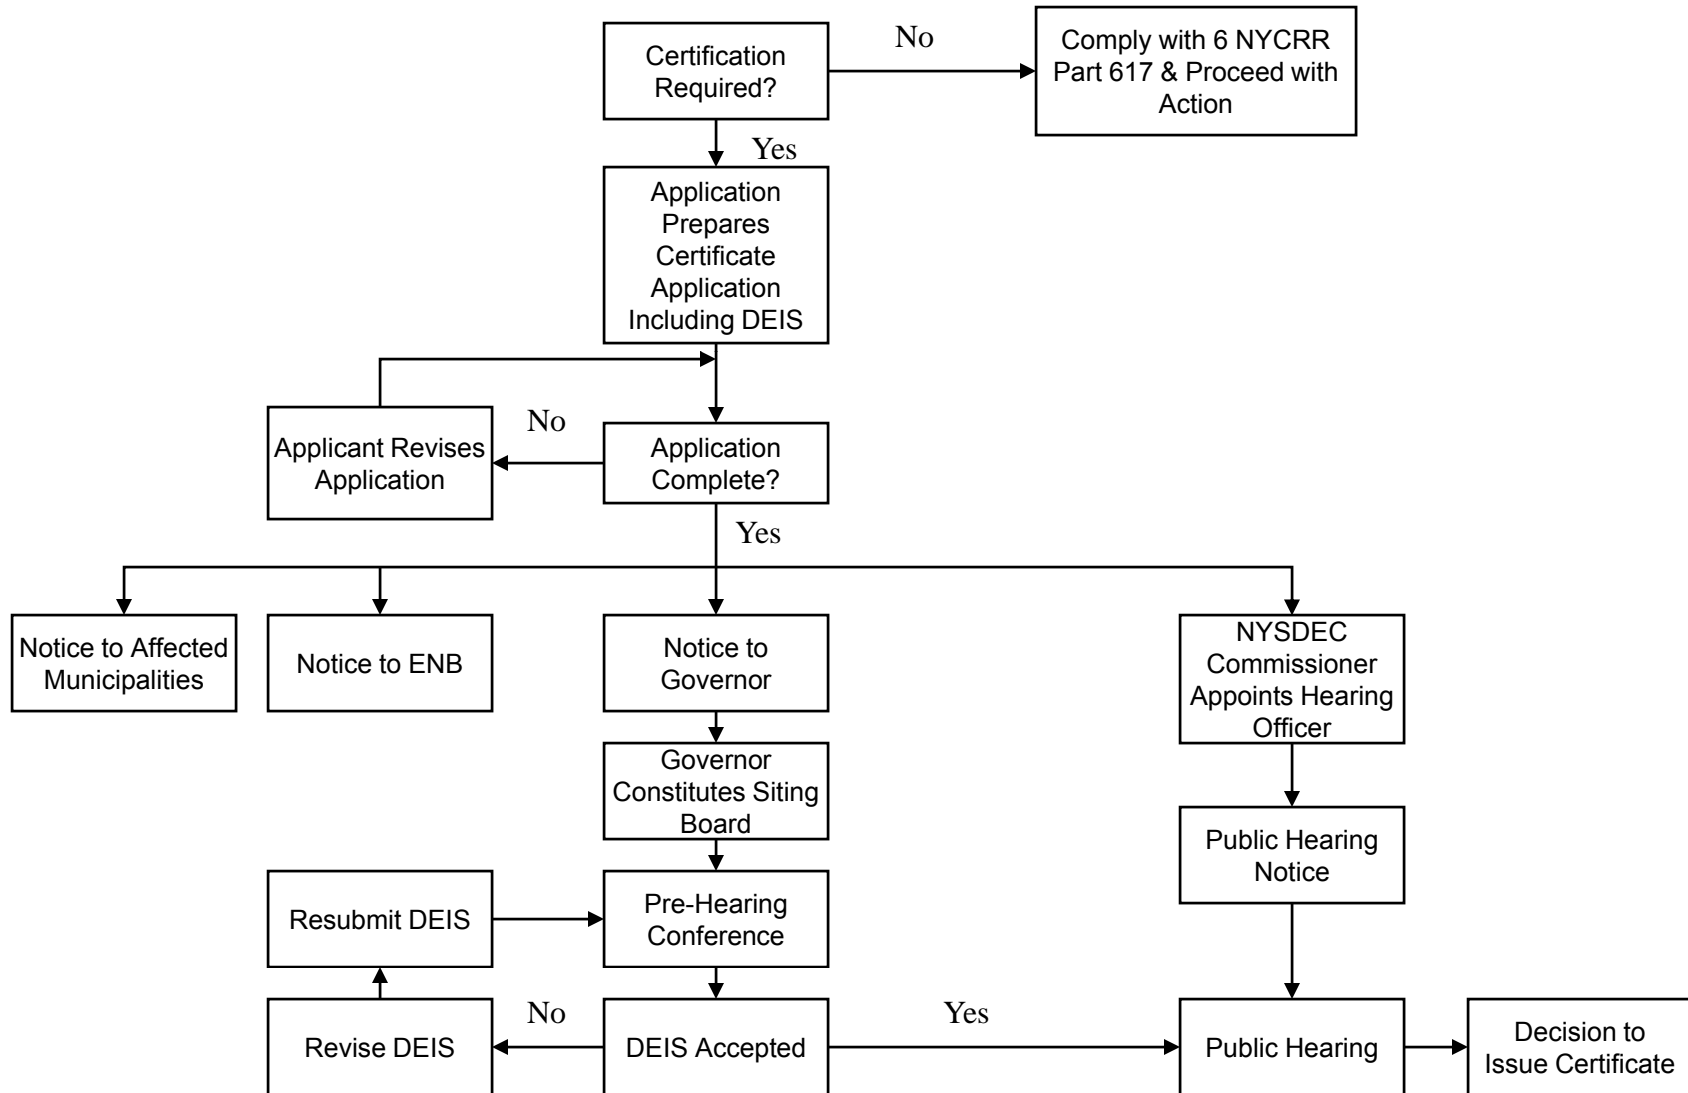 Certification
Required?
No
Comply with 6 NYCRR
Part 617 & Proceed with
Action
Yes
Application
Prepares
Certificate
Application
Including DEIS
Applicant Revises
Application
No
Application
Complete?
Yes
Notice to Affected
Municipalities
Notice to ENB
Notice to
Governor
NYSDEC
Commissioner
Appoints Hearing
Officer
Governor
Constitutes Siting
Board
Public Hearing
Notice
Resubmit DEIS
Pre-Hearing
Conference
Revise DEIS
No
DEIS Accepted
Yes
Public Hearing
Decision to
Issue Certificate